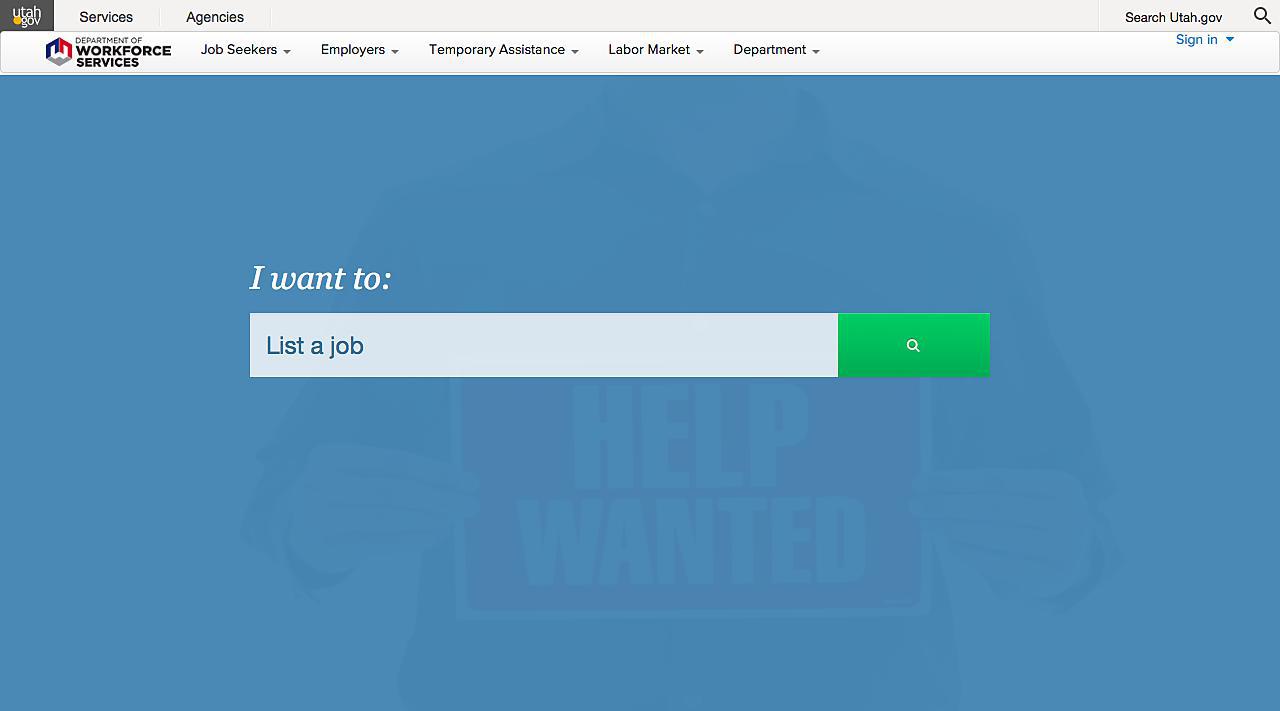 utah.gov
Services
Agencies
Search Utah.gov
DEPARTMENT OF
WORKFORCE
SERVICES
Job Seekers
Employers
Temporary Assistance
Labor Market
Department
Sign in
I want to:
List a job
HELP
WANTED